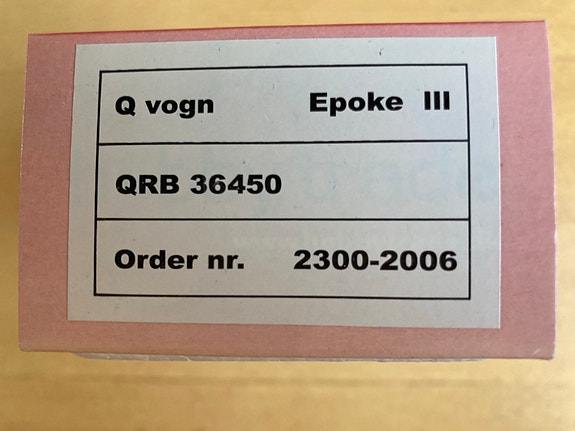 Q vogn Epoke III
QRB 36450
Order nr. 2300-2006